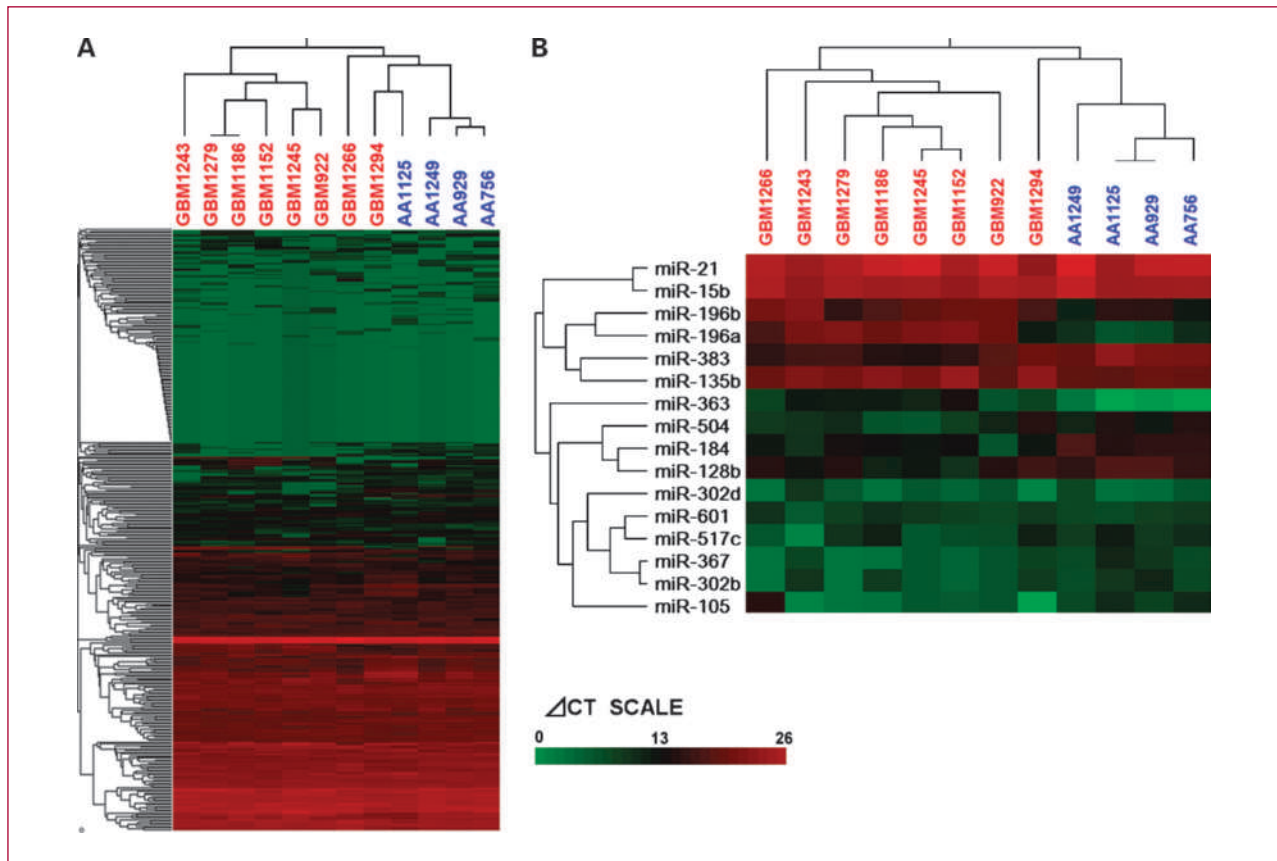 A
GBM1243
GBM1279
GBM1186
GBM1152
GBM1245
GBM922
GBM1266
GBM1294
AA1125
AA1249
AA929
AA756
B
GBM1266
GBM1243
GBM1279
GBM1186
GBM1245
GBM1152
GBM922
GBM1294
AA1249
AA1125
AA929
AA756
miR-21
miR-15b
miR-196b
miR-196a
miR-383
miR-135b
miR-363
miR-504
miR-184
miR-128b
miR-302d
miR-601
miR-517c
miR-367
miR-302b
miR-105
⊿CT SCALE
0 13 26